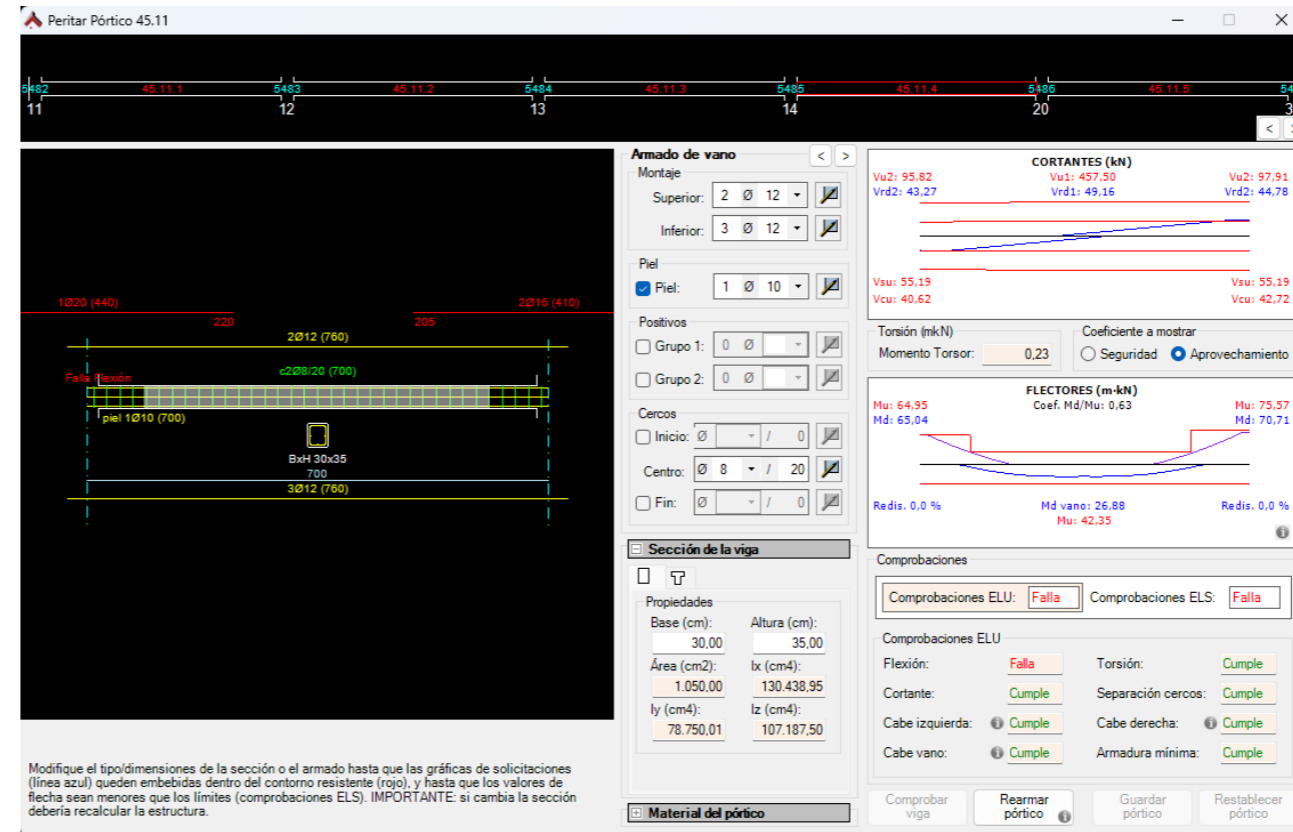 Peritar Pórtico 45.11
5482 45.11.1 5483 45.11.2 5484 45.11.3 5485 45.11.4 5486 45.11.5 54
11 12 13 14 20 3
< >
1Ø20 (440) 2Ø16 (410)
220 205
2Ø12 (760)
c2Ø8/20 (700)
Falla Flexión
piel 1Ø10 (700)
BxH 30x35
700
3Ø12 (760)
Armado de vano < >
Montaje
Superior: 2 Ø 12
Inferior: 3 Ø 12
Piel
Piel: 1 Ø 10
Positivos
Grupo 1: 0 Ø
Grupo 2: 0 Ø
Cercos
Inicio: Ø / 0
Centro: Ø 8 / 20
Fin: Ø / 0
Sección de la viga
Propiedades
Base (cm): Altura (cm):
30,00 35,00
Área (cm2): Ix (cm4):
1.050,00 130.438,95
Iy (cm4): Iz (cm4):
78.750,01 107.187,50
Material del pórtico
CORTANTES (kN)
Vu2: 95,82 Vu1: 457,50 Vu2: 97,91
Vrd2: 43,27 Vrd1: 49,16 Vrd2: 44,78
Vsu: 55,19 Vsu: 55,19
Vcu: 40,62 Vcu: 42,72
Torsión (mkN) Coeficiente a mostrar
Momento Torsor: 0,23 Seguridad Aprovechamiento
FLECTORES (m·kN)
Mu: 64,95 Coef. Md/Mu: 0,63 Mu: 75,57
Md: 65,04 Md: 70,71
Redis. 0,0 % Md vano: 26,88 Redis. 0,0 %
Mu: 42,35
Comprobaciones
Comprobaciones ELU: Falla Comprobaciones ELS: Falla
Comprobaciones ELU
Flexión: Falla Torsión: Cumple
Cortante: Cumple Separación cercos: Cumple
Cabe izquierda: Cumple Cabe derecha: Cumple
Cabe vano: Cumple Armadura mínima: Cumple
Comprobar viga Rearmar pórtico Guardar pórtico Restablecer pórtico
Modifique el tipo/dimensiones de la sección o el armado hasta que las gráficas de solicitaciones
(línea azul) queden embebidas dentro del contorno resistente (rojo), y hasta que los valores de
flecha sean menores que los límites (comprobaciones ELS). IMPORTANTE: si cambia la sección
debería recalcular la estructura.